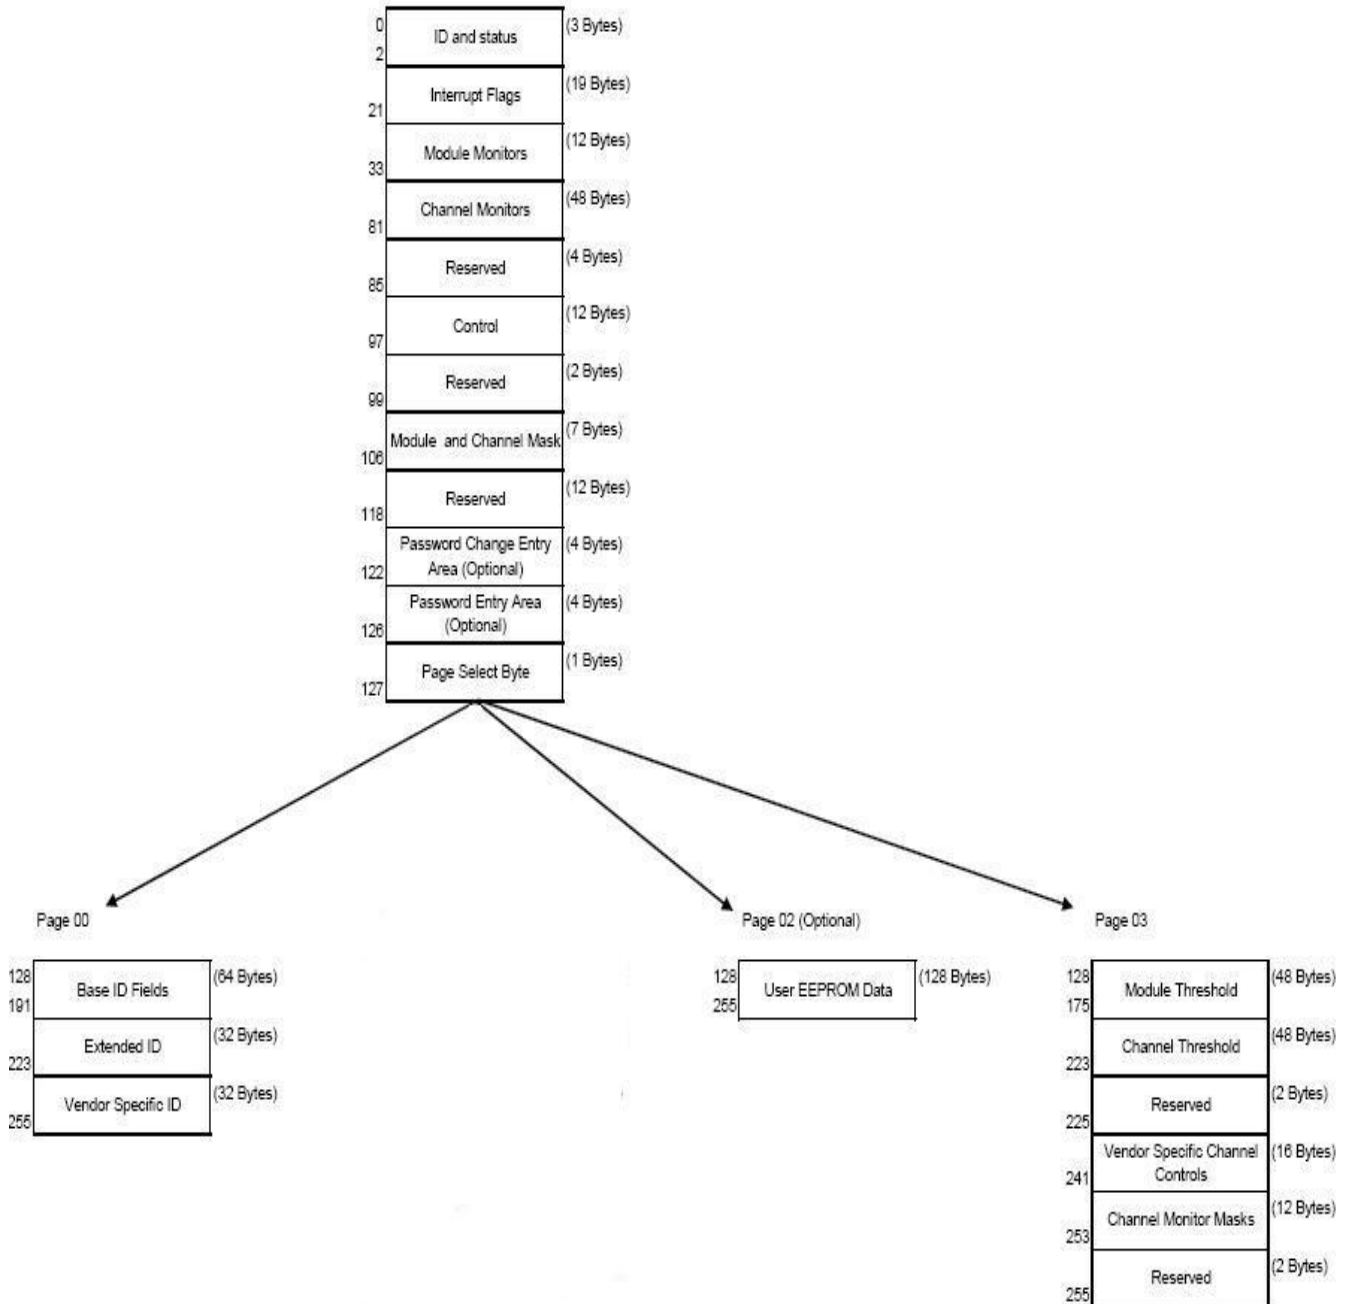 0
ID and status
(3 Bytes)
2
Interrupt Flags
(19 Bytes)
21
Module Monitors
(12 Bytes)
33
Channel Monitors
(48 Bytes)
81
Reserved
(4 Bytes)
85
Control
(12 Bytes)
97
Reserved
(2 Bytes)
99
Module and Channel Mask
(7 Bytes)
106
Reserved
(12 Bytes)
118
Password Change Entry
Area (Optional)
(4 Bytes)
122
Password Entry Area
(Optional)
(4 Bytes)
126
Page Select Byte
(1 Bytes)
127
Page 00
128
Base ID Fields
(64 Bytes)
191
Extended ID
(32 Bytes)
223
Vendor Specific ID
(32 Bytes)
255
Page 02 (Optional)
128
User EEPROM Data
(128 Bytes)
255
Page 03
128
Module Threshold
(48 Bytes)
175
Channel Threshold
(48 Bytes)
223
Reserved
(2 Bytes)
225
Vendor Specific Channel
Controls
(16 Bytes)
241
Channel Monitor Masks
(12 Bytes)
253
Reserved
(2 Bytes)
255